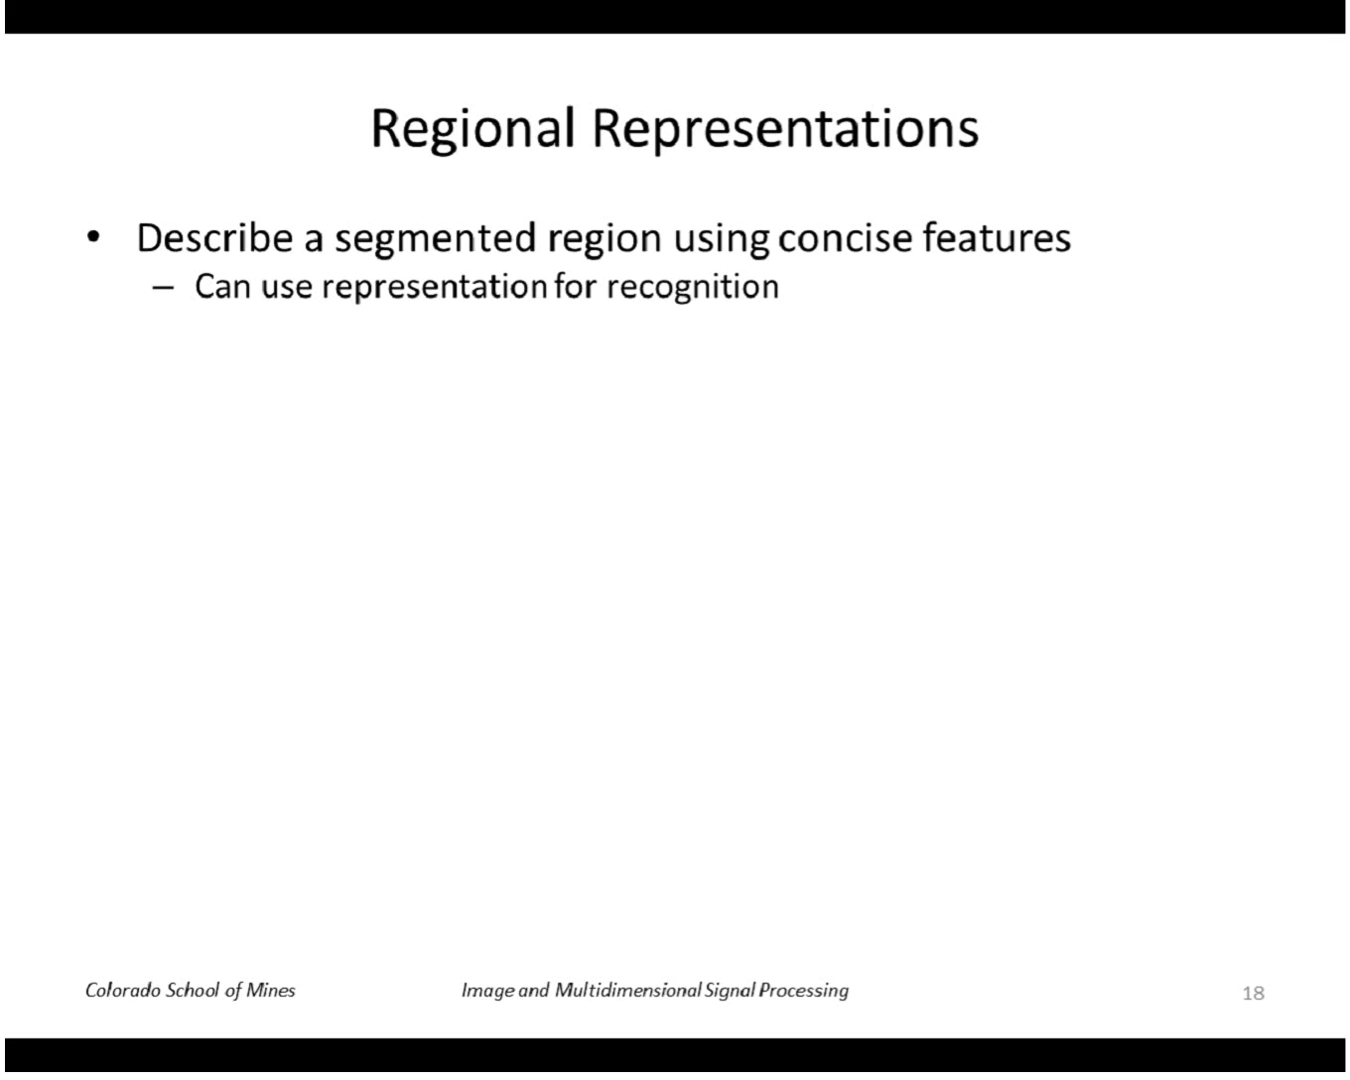 Regional Representations
• Describe a segmented region using concise features
– Can use representation for recognition
Colorado School of Mines
Image and Multidimensional Signal Processing
18